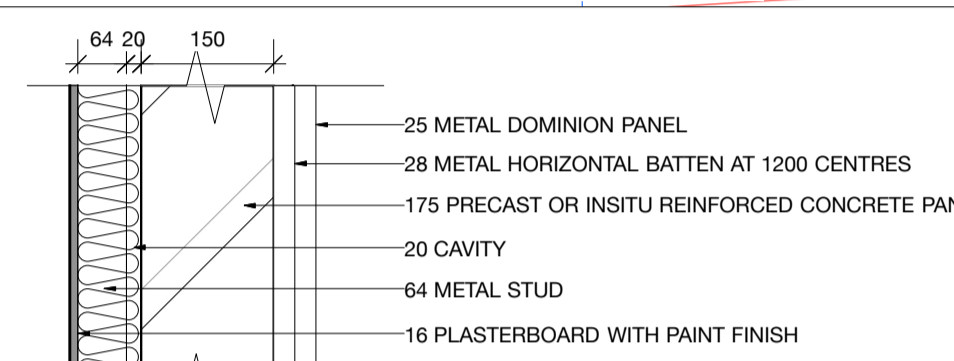 64 20 150
25 METAL DOMINION PANEL
28 METAL HORIZONTAL BATTEN AT 1200 CENTRES
175 PRECAST OR INSITU REINFORCED CONCRETE
20 CAVITY
64 METAL STUD
16 PLASTERBOARD WITH PAINT FINISH